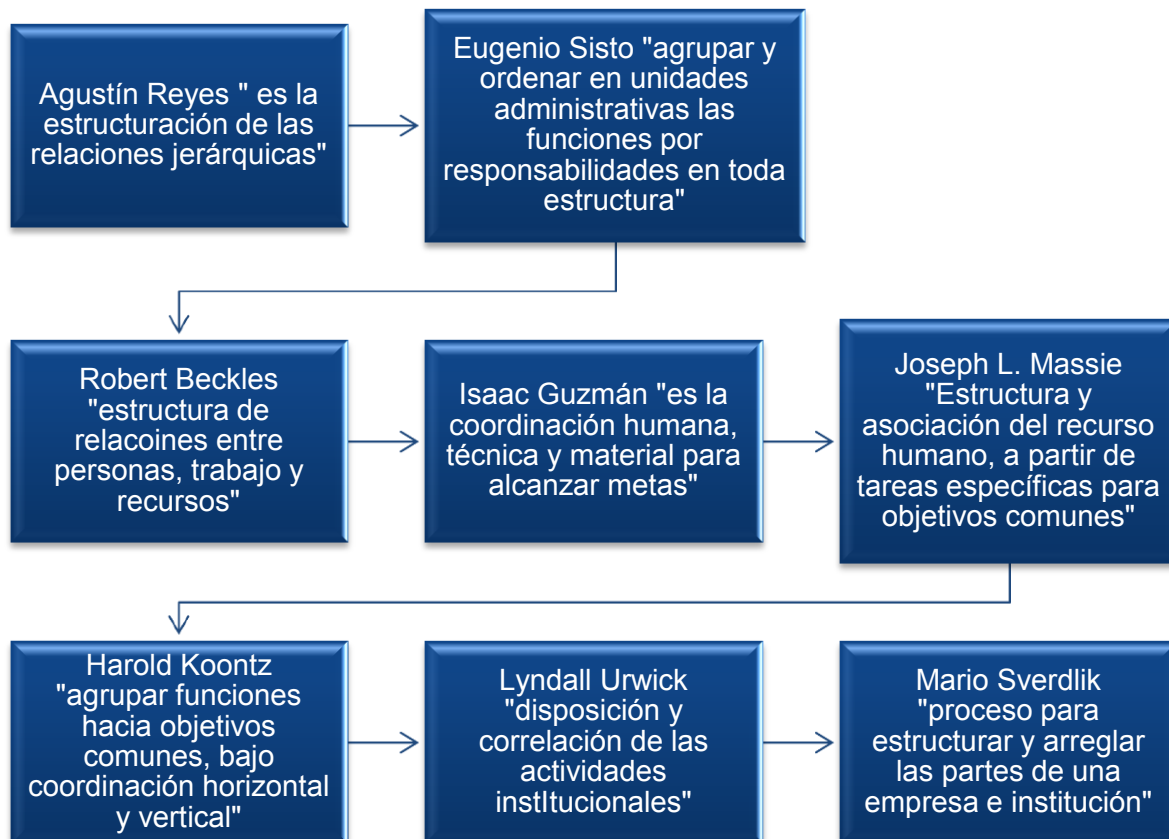 Agustín Reyes " es la
estructuración de las
relaciones jerárquicas"
Eugenio Sisto "agrupar y
ordenar en unidades
administrativas las
funciones por
responsabilidades en toda
estructura"
Robert Beckles
"estructura de
relacoines entre
personas, trabajo y
recursos"
Isaac Guzmán "es la
coordinación humana,
técnica y material para
alcanzar metas"
Joseph L. Massie
"Estructura y
asociación del recurso
humano, a partir de
tareas específicas para
objetivos comunes"
Harold Koontz
"agrupar funciones
hacia objetivos
comunes, bajo
coordinación horizontal
y vertical"
Lyndall Urwick
"disposición y
correlación de las
actividades
instItucionales"
Mario Sverdlik
"proceso para
estructurar y arreglar
las partes de una
empresa e institución"